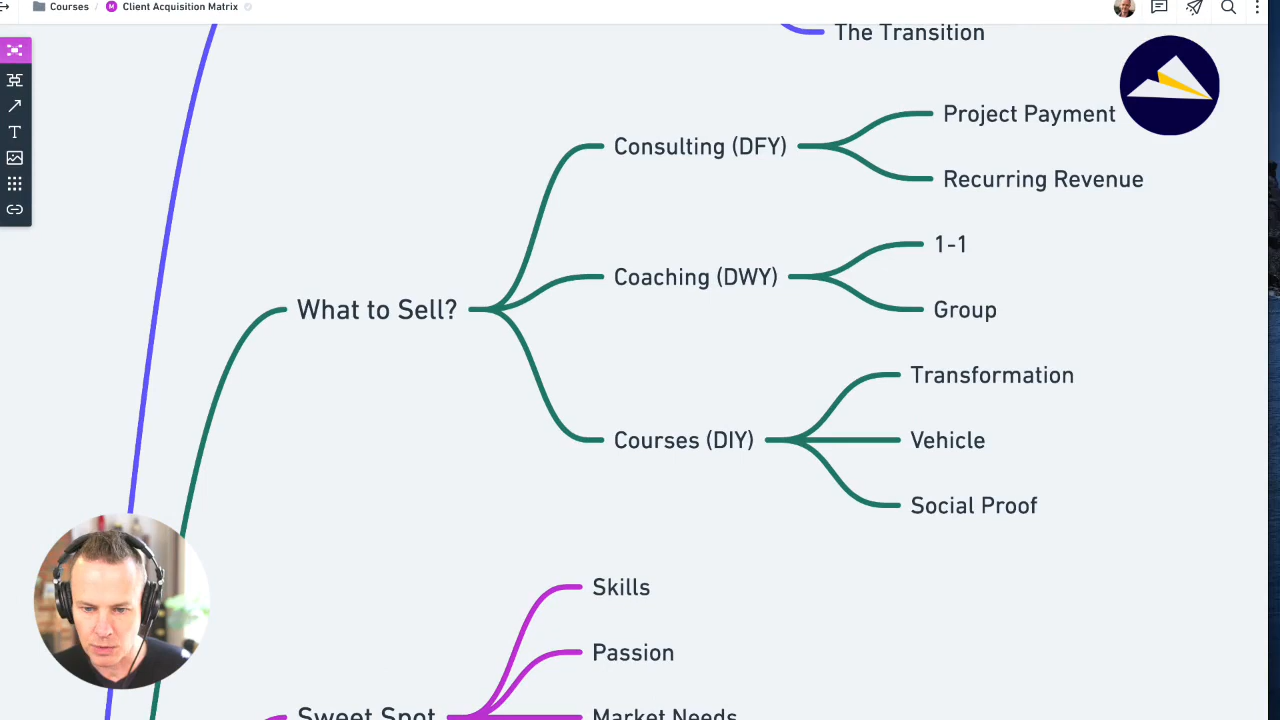 Courses / M Client Acquisition Matrix
The Transition
T
What to Sell?
Consulting (DFY)
Project Payment
Recurring Revenue
Coaching (DWY)
1-1
Group
Courses (DIY)
Transformation
Vehicle
Social Proof
Sweet Spot
Skills
Passion
Market Needs